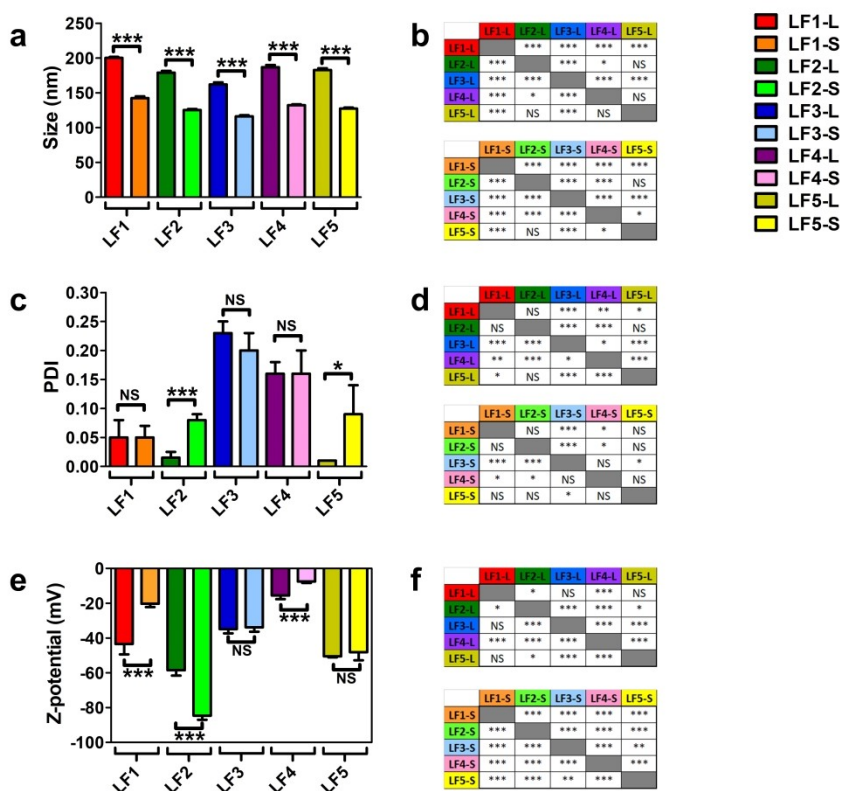 a
Size (nm)
200
150
100
50
0
***
***
***
***
***
LF1
LF2
LF3
LF4
LF5
b
LF1-L LF2-L LF3-L LF4-L LF5-L
LF1-L *** *** *** ***
LF2-L *** *** * NS
LF3-L *** *** *** ***
LF4-L *** * *** NS
LF5-L *** NS *** NS
LF1-S LF2-S LF3-S LF4-S LF5-S
LF1-S *** *** *** ***
LF2-S *** *** *** NS
LF3-S *** *** *** ***
LF4-S *** *** *** *
LF5-S *** NS *** *
LF1-L
LF1-S
LF2-L
LF2-S
LF3-L
LF3-S
LF4-L
LF4-S
LF5-L
LF5-S
c
PDI
0.30
0.25
0.20
0.15
0.10
0.05
0.00
NS
***
NS
NS
*
LF1
LF2
LF3
LF4
LF5
d
LF1-L LF2-L LF3-L LF4-L LF5-L
LF1-L NS *** ** *
LF2-L NS *** *** NS
LF3-L *** *** * ***
LF4-L ** *** * ***
LF5-L * NS *** ***
LF1-S LF2-S LF3-S LF4-S LF5-S
LF1-S NS *** * NS
LF2-S NS *** * NS
LF3-S *** *** NS *
LF4-S * * NS NS
LF5-S NS NS * NS
e
Z-potential (mV)
0
-20
-40
-60
-80
-100
***
***
NS
***
NS
LF1
LF2
LF3
LF4
LF5
f
LF1-L LF2-L LF3-L LF4-L LF5-L
LF1-L * NS *** NS
LF2-L * *** *** *
LF3-L NS *** *** ***
LF4-L *** *** *** ***
LF5-L NS * *** ***
LF1-S LF2-S LF3-S LF4-S LF5-S
LF1-S *** *** *** ***
LF2-S *** *** *** ***
LF3-S *** *** *** **
LF4-S *** *** *** ***
LF5-S *** *** ** ***